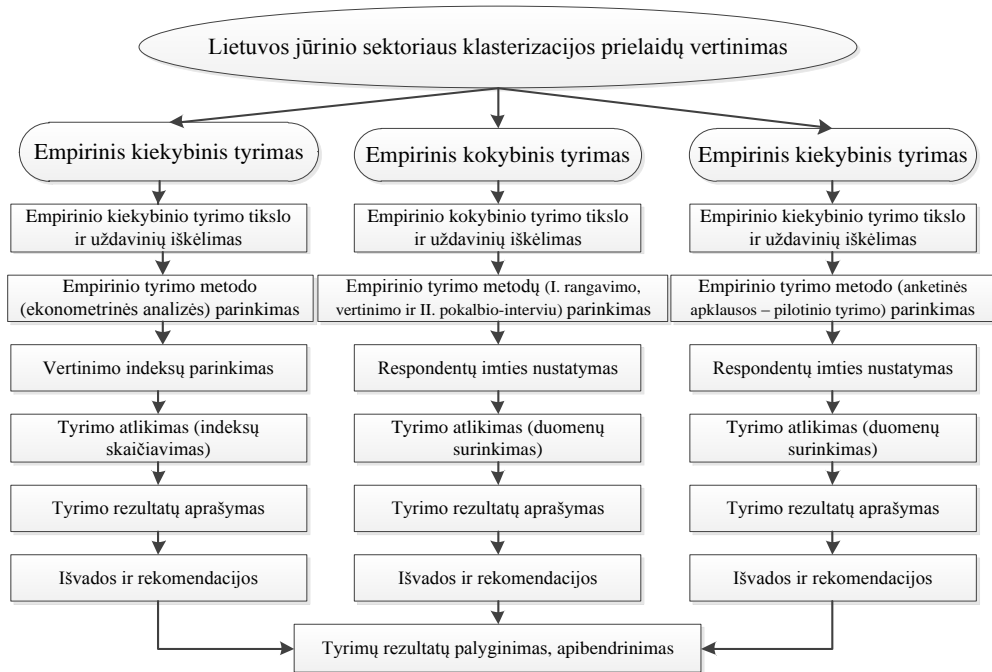 Lietuvos jūrinio sektoriaus klasterizacijos prielaidų vertinimas
Empirinis kiekybinis tyrimas
Empirinio kiekybinio tyrimo tikslo
ir uždavinių iškėlimas
Empirinio tyrimo metodo
(ekonometrinės analizės) parinkimas
Vertinimo indeksų parinkimas
Tyrimo atlikimas (indeksų
skaičiavimas)
Tyrimo rezultatų aprašymas
Išvados ir rekomendacijos
Empirinis kokybinis tyrimas
Empirinio kokybinio tyrimo tikslo
ir uždavinių iškėlimas
Empirinio tyrimo metodų (I. rangavimo,
vertinimo ir II. pokalbio-interviu) parinkimas
Respondentų imties nustatymas
Tyrimo atlikimas (duomenų
surinkimas)
Tyrimo rezultatų aprašymas
Išvados ir rekomendacijos
Empirinis kiekybinis tyrimas
Empirinio kiekybinio tyrimo tikslo
ir uždavinių iškėlimas
Empirinio tyrimo metodo (anketinės
apklausos – pilotinio tyrimo) parinkimas
Respondentų imties nustatymas
Tyrimo atlikimas (duomenų
surinkimas)
Tyrimo rezultatų aprašymas
Išvados ir rekomendacijos
Tyrimų rezultatų palyginimas, apibendrinimas